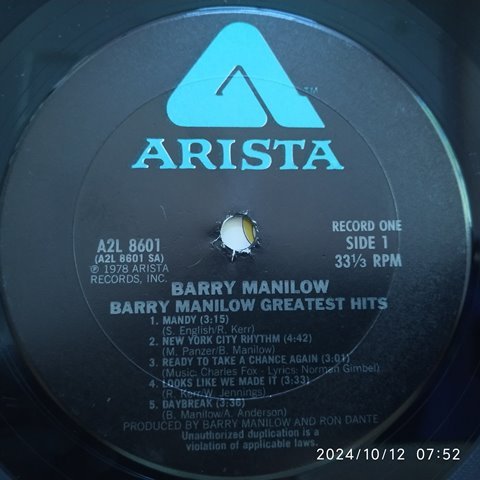 TM
ARISTA
A2L 8601
(A2L 8601 SA)
℗ 1978 ARISTA
RECORDS, INC.
RECORD ONE
SIDE 1
33⅓ RPM
BARRY MANILOW
BARRY MANILOW GREATEST HITS
1. MANDY (3:15)
(S. English/R. Kerr)
2. NEW YORK CITY RHYTHM (4:42)
(M. Panzer/B. Manilow)
3. READY TO TAKE A CHANCE AGAIN (3:01)
(Music: Charles Fox - Lyrics: Norman Gimbel)
4. LOOKS LIKE WE MADE IT (3:33)
(R. Kerr/W. Jennings)
5. DAYBREAK (3:36)
(B. Manilow/A. Anderson)
PRODUCED BY BARRY MANILOW AND RON DANTE
Unauthorized duplication is a
violation of applicable laws.
2024/10/12 07:52